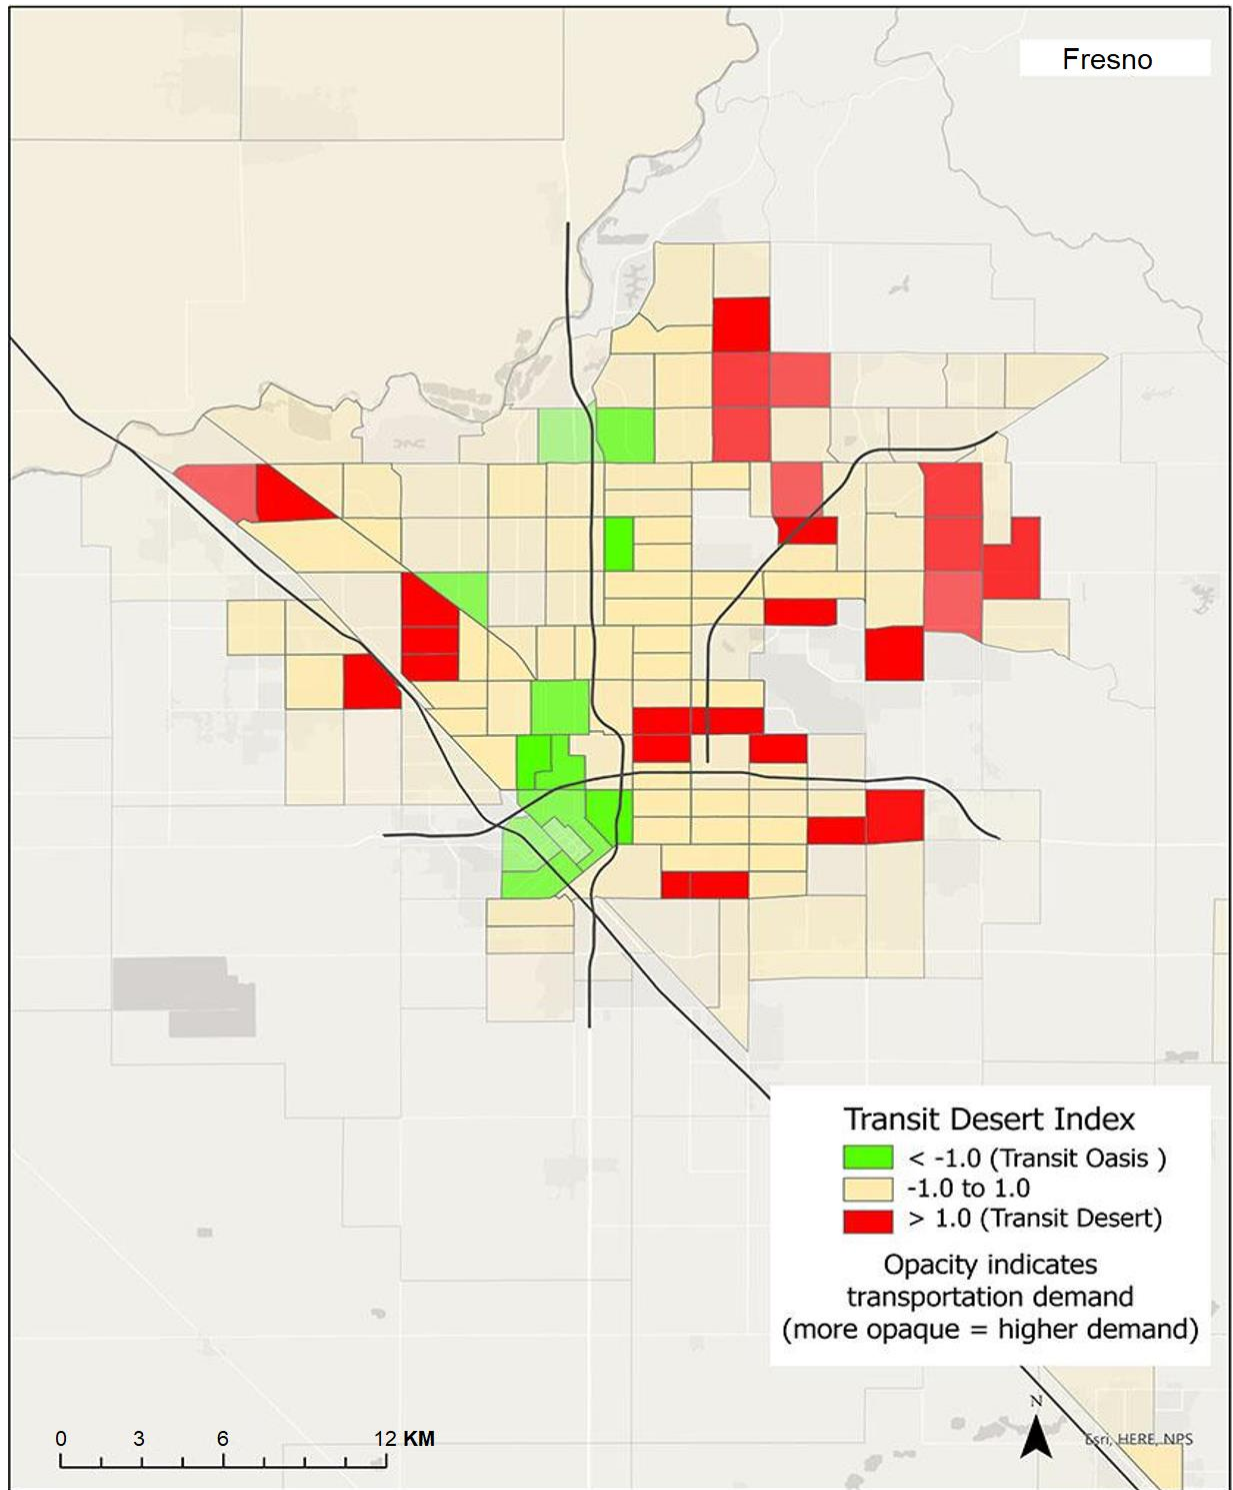 Fresno
Transit Desert Index
< -1.0 (Transit Oasis )
-1.0 to 1.0
> 1.0 (Transit Desert)
Opacity indicates
transportation demand
(more opaque = higher demand)
0 3 6 12 KM
N
Esri, HERE, NPS